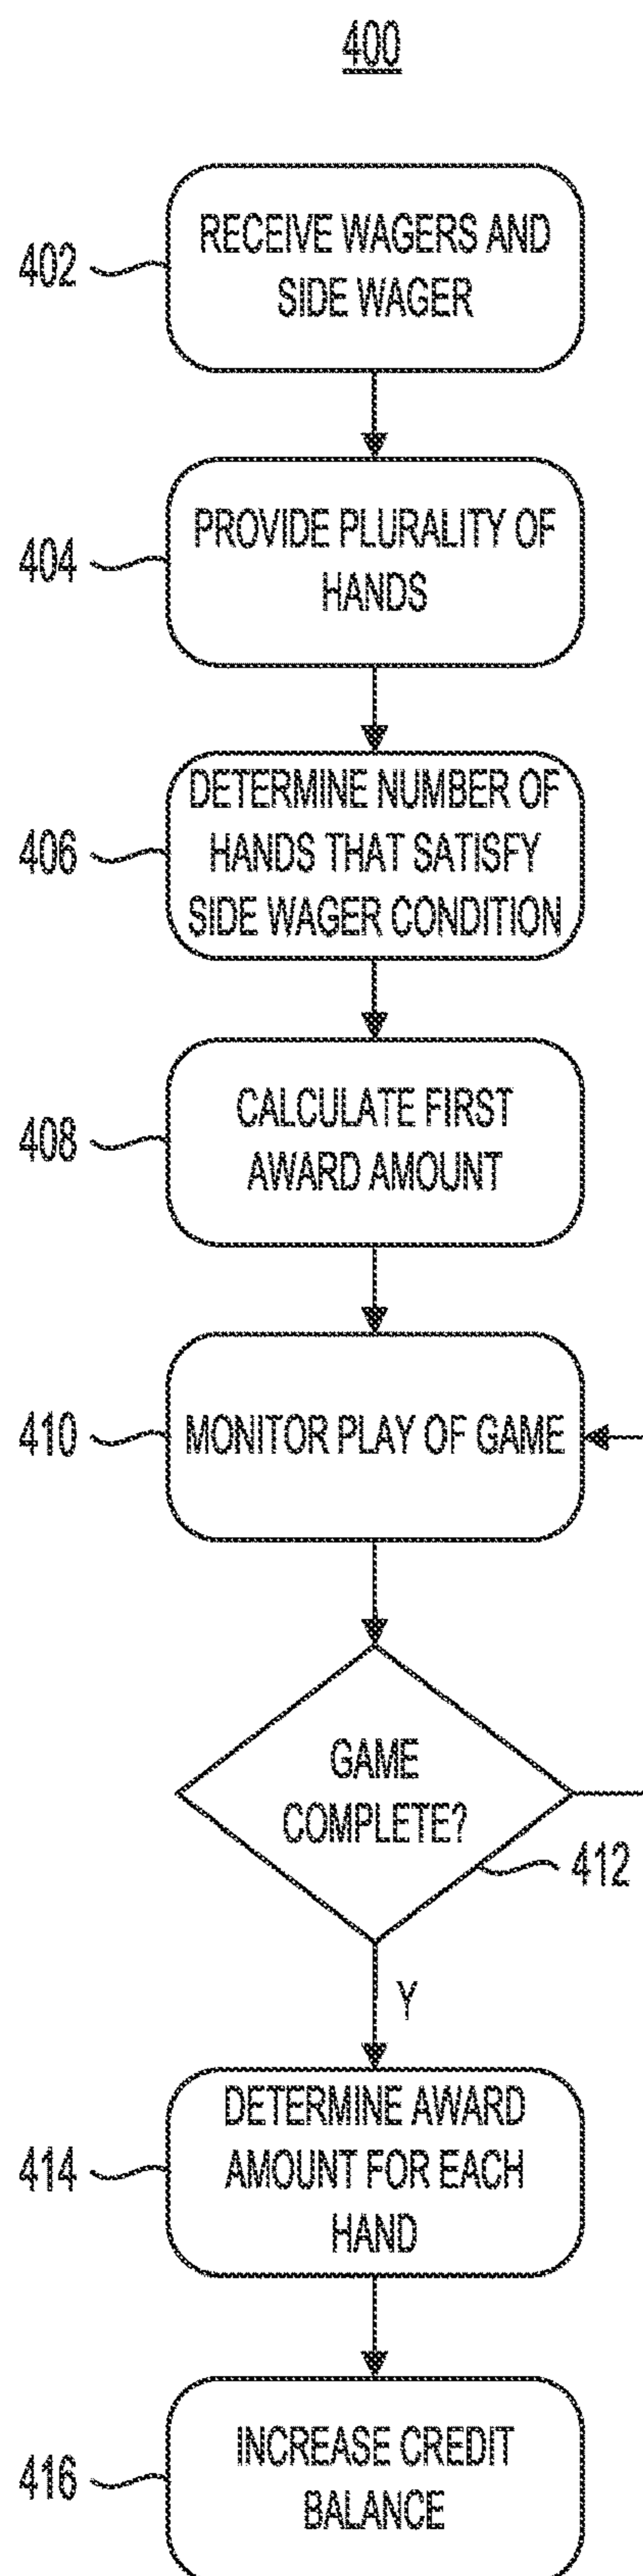 400
402
RECEIVE WAGERS AND
SIDE WAGER
404
PROVIDE PLURALITY OF
HANDS
406
DETERMINE NUMBER OF
HANDS THAT SATISFY
SIDE WAGER CONDITION
408
CALCULATE FIRST
AWARD AMOUNT
410
MONITOR PLAY OF GAME
GAME
COMPLETE?
412
Y
414
DETERMINE AWARD
AMOUNT FOR EACH
HAND
416
INCREASE CREDIT
BALANCE